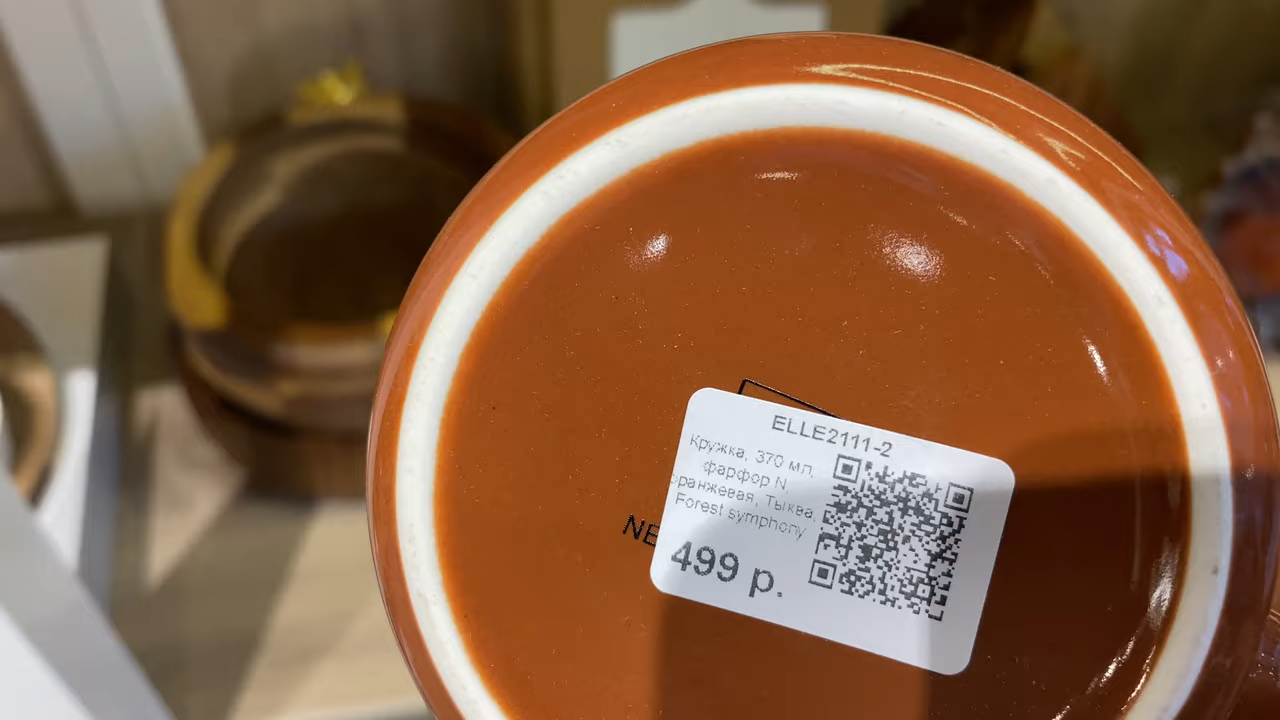 ELLE2111-2
Кружка, 370 мл,
фарфор N,
оранжевая, Тыква,
Forest symphony
499 р.
NE